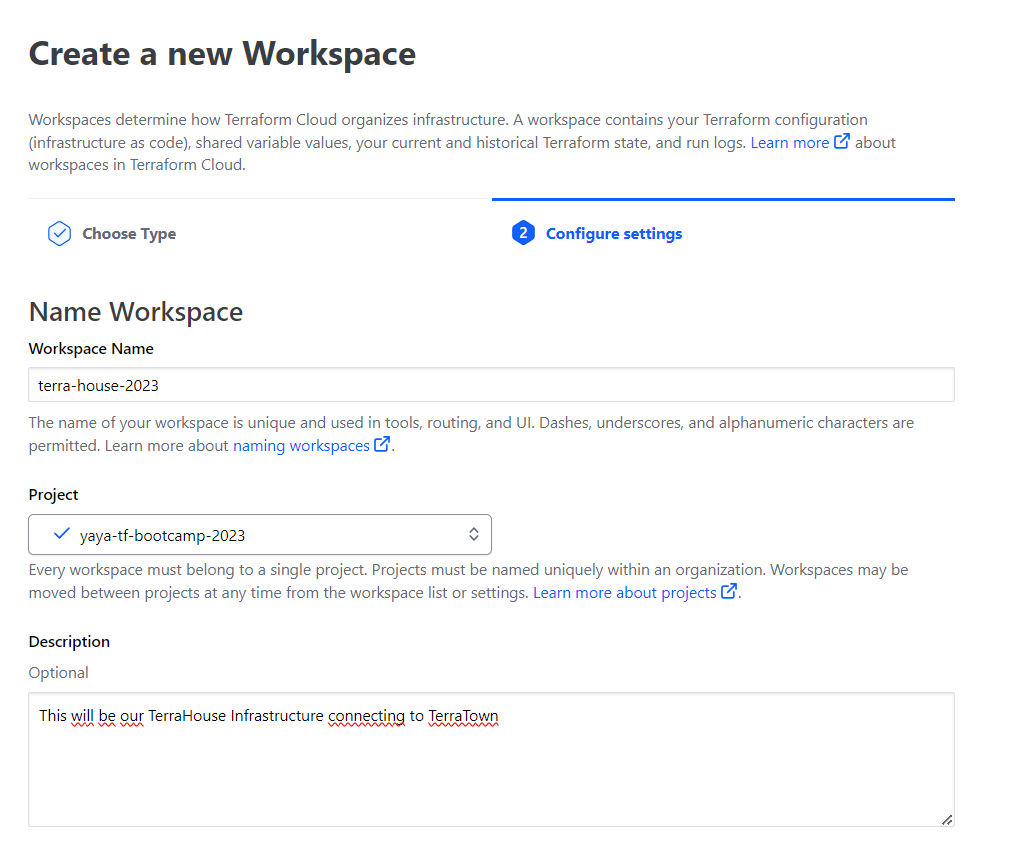 Create a new Workspace
Workspaces determine how Terraform Cloud organizes infrastructure. A workspace contains your Terraform configuration
(infrastructure as code), shared variable values, your current and historical Terraform state, and run logs. Learn more about
workspaces in Terraform Cloud.
Choose Type
2 Configure settings
Name Workspace
Workspace Name
terra-house-2023
The name of your workspace is unique and used in tools, routing, and UI. Dashes, underscores, and alphanumeric characters are
permitted. Learn more about naming workspaces.
Project
yaya-tf-bootcamp-2023
Every workspace must belong to a single project. Projects must be named uniquely within an organization. Workspaces may be
moved between projects at any time from the workspace list or settings. Learn more about projects.
Description
Optional
This will be our TerraHouse Infrastructure connecting to TerraTown